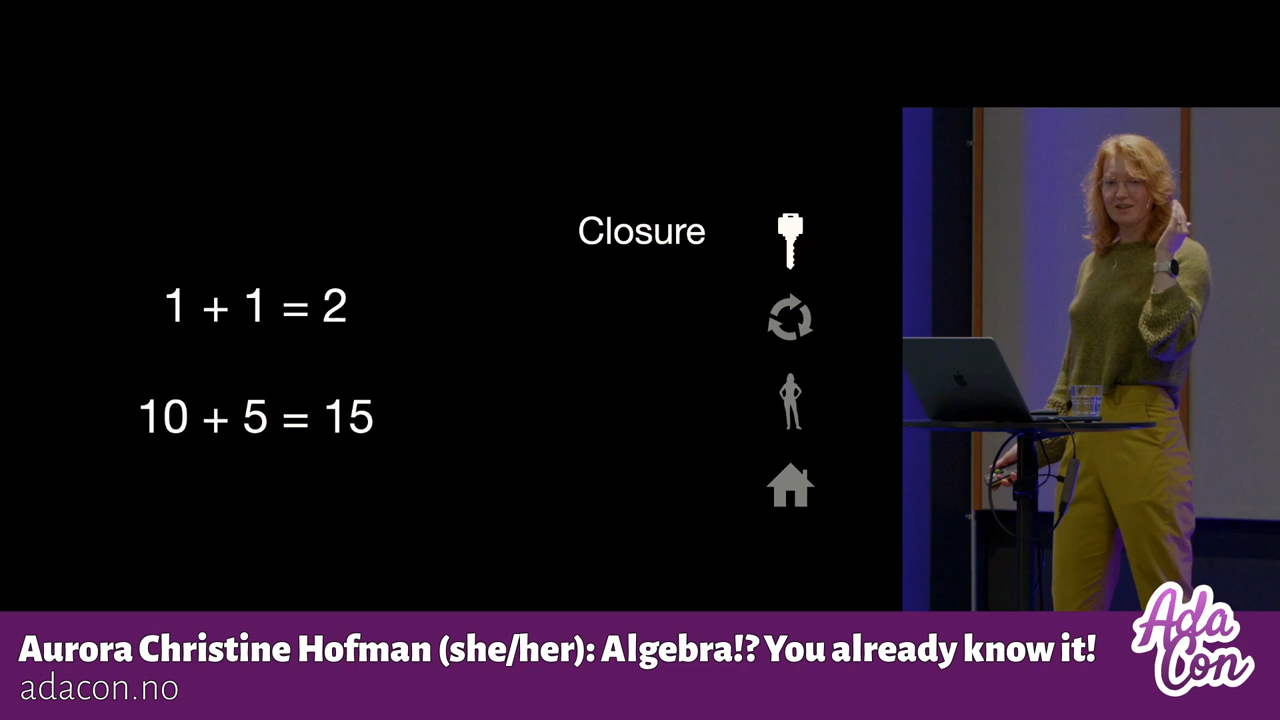 Closure
1 + 1 = 2
10 + 5 = 15
Aurora Christine Hofman (she/her): Algebra!? You already know it!
adacon.no
Ada
Con